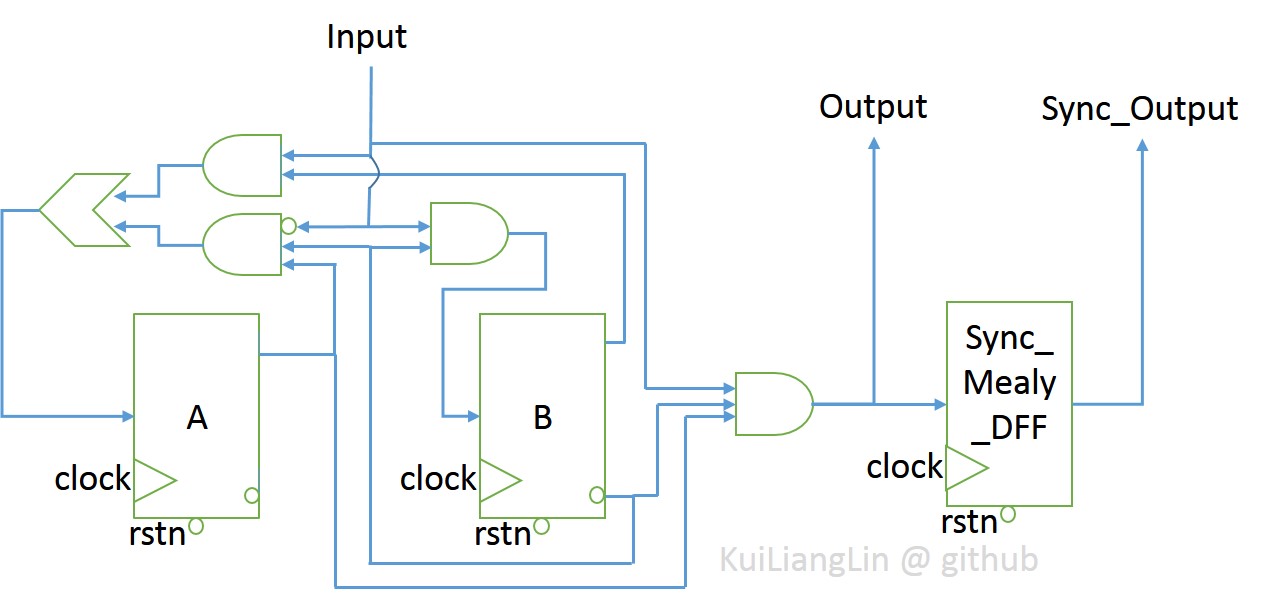 Input
Output
Sync_Output
A
clock
rstn
B
clock
rstn
Sync_
Mealy
_DFF
clock
rstn
KuiLiangLin @ github